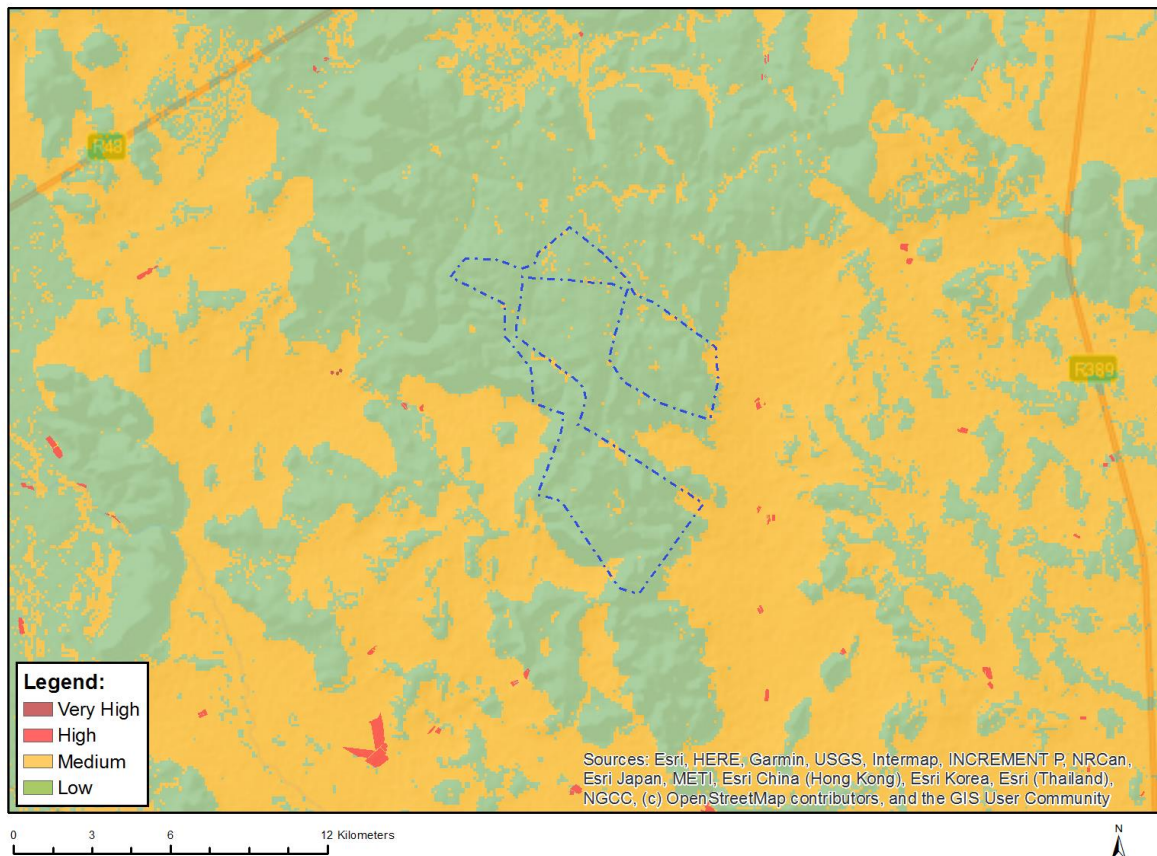 R48
R389
Legend:
Very High
High
Medium
Low
Sources: Esri, HERE, Garmin, USGS, Intermap, INCREMENT P, NRCan,
Esri Japan, METI, Esri China (Hong Kong), Esri Korea, Esri (Thailand),
NGCC, (c) OpenStreetMap contributors, and the GIS User Community
0 3 6 12 Kilometers
N